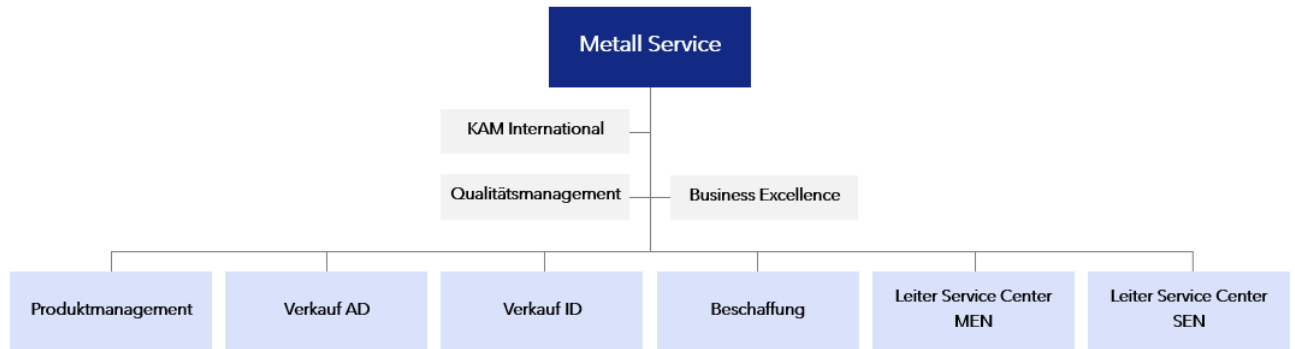 Metall Service
KAM International
Qualitätsmanagement
Business Excellence
Produktmanagement
Verkauf AD
Verkauf ID
Beschaffung
Leiter Service Center
MEN
Leiter Service Center
SEN